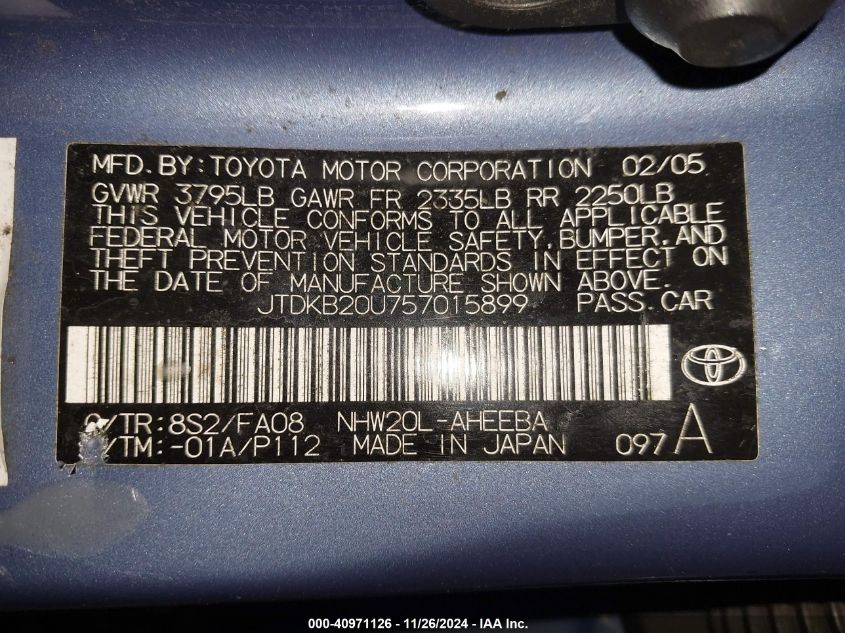 MFD.BY:TOYOTA MOTOR CORPORATION 02/05
GVWR 3795LB GAWR FR 2335LB RR 2250LB
THIS VEHICLE CONFORMS TO ALL APPLICABLE
FEDERAL MOTOR VEHICLE SAFETY,BUMPER,AND
THEFT PREVENTION STANDARDS IN EFFECT ON
THE DATE OF MANUFACTURE SHOWN ABOVE.
JTDKB20U757015899 PASS.CAR
C/TR:8S2/FA08 NHW20L-AHEEBA
/TM:-01A/P112 MADE IN JAPAN 097 A
000-40971126 - 11/26/2024 - IAA Inc.